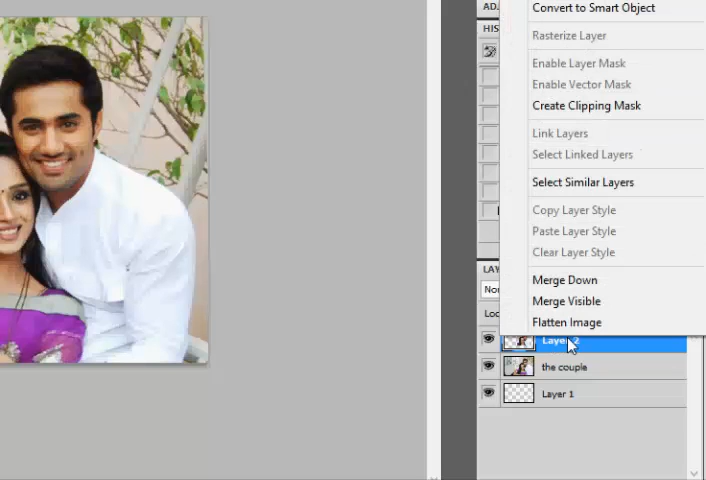 Convert to Smart Object
ADJ
Rasterize Layer
HIS
Enable Layer Mask
Enable Vector Mask
Create Clipping Mask
Link Layers
Select Linked Layers
Select Similar Layers
Copy Layer Style
Paste Layer Style
Clear Layer Style
LAY
Merge Down
Nor
Merge Visible
Loc
Flatten Image
Layer 2
the couple
Layer 1